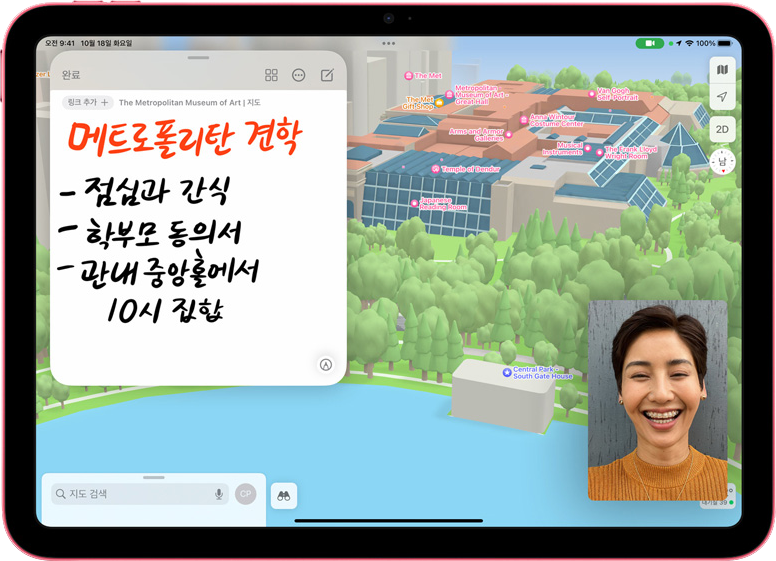 오전 9:41 10월 18일 화요일
100%
완료
링크 추가 + The Metropolitan Museum of Art | 지도
메트로폴리탄 견학
- 점심과 간식
- 학부모 동의서
- 관내 중앙홀에서
10시 집합
The Met
Metropolitan
Museum of Art -
Great Hall
The Met
Gift Shop
Van Gogh
Self-Portrait
Anna Wintour
Costume Center
Arms and Armor
Galleries
Musical
Instruments
The Frank Lloyd
Wright Room
Temple of Dendur
Japanese
Reading Room
2D
남
Central Park -
South Gate House
지도 검색
CP
대기질 39